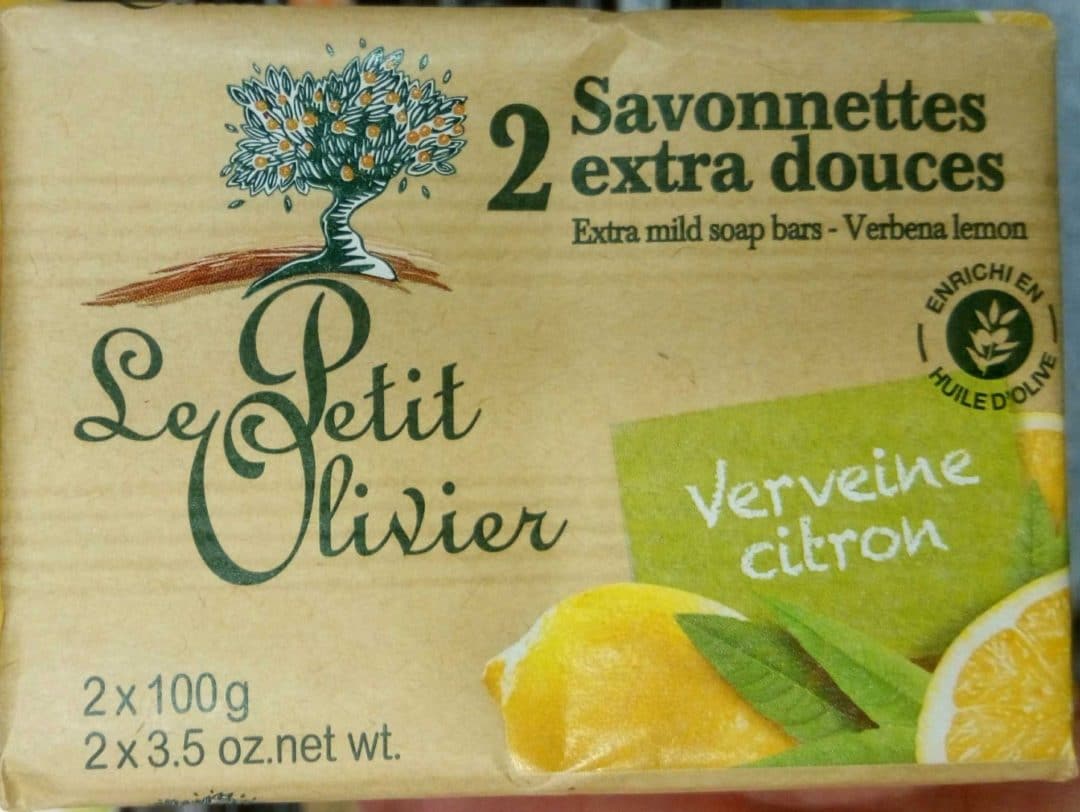 2 Savonnettes
extra douces
Extra mild soap bars - Verbena lemon
ENRICHI EN
HUILE D'OLIVE
Le Petit
Olivier
Verveine
citron
2 x 100 g
2 x 3.5 oz.net wt.